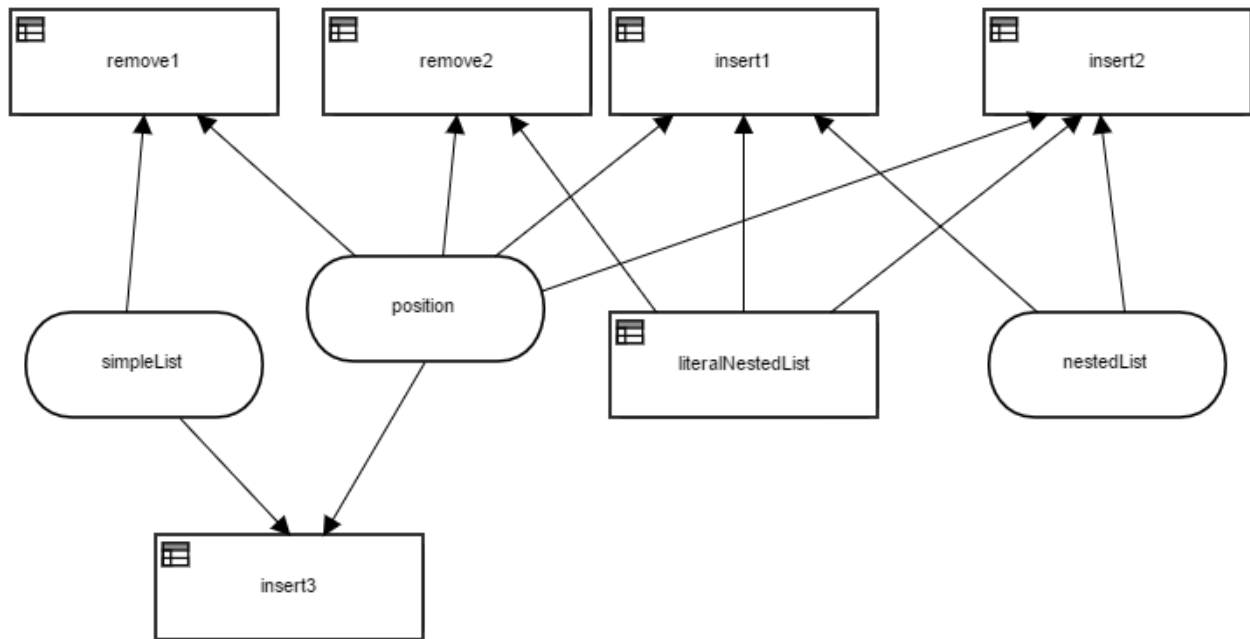 remove1
remove2
insert1
insert2
simpleList
position
literalNestedList
nestedList
insert3